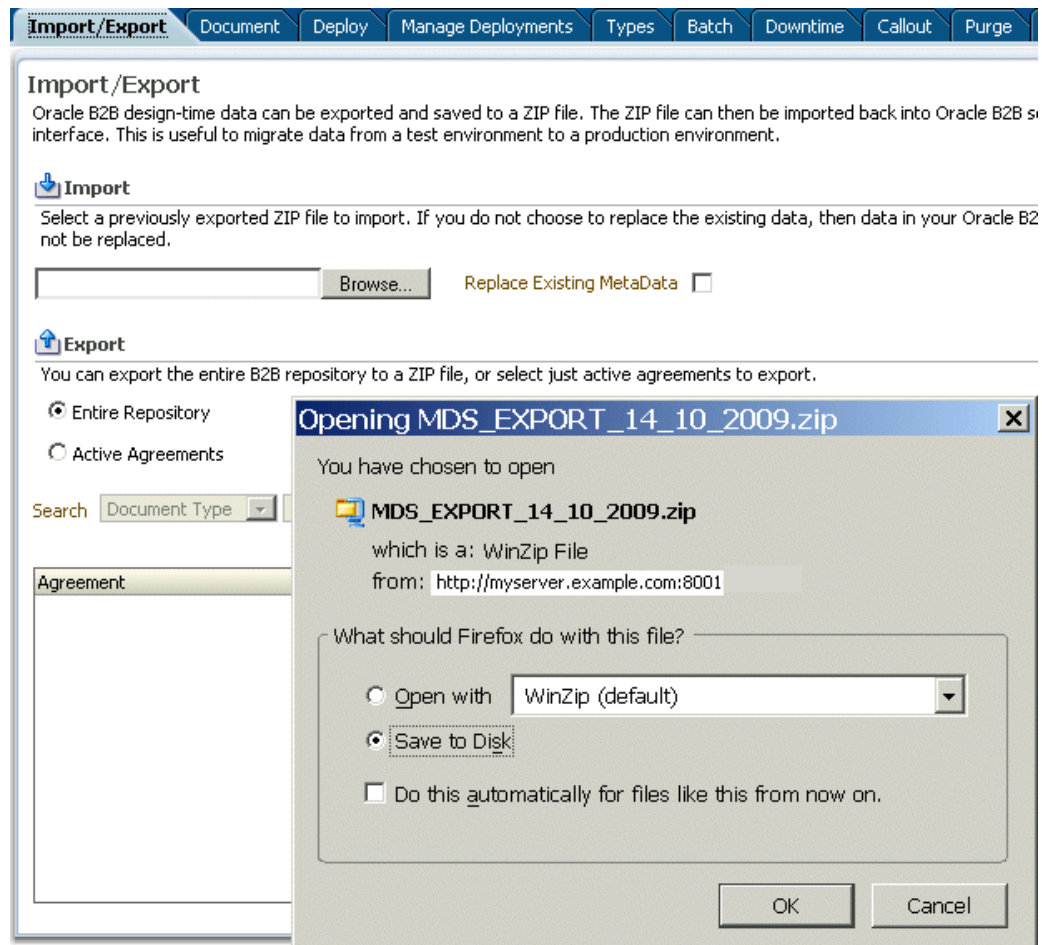 Import/Export Document Deploy Manage Deployments Types Batch Downtime Callout Purge
Import/Export
Oracle B2B design-time data can be exported and saved to a ZIP file. The ZIP file can then be imported back into Oracle B2B
interface. This is useful to migrate data from a test environment to a production environment.
Import
Select a previously exported ZIP file to import. If you do not choose to replace the existing data, then data in your Oracle
not be replaced.
Browse... Replace Existing MetaData
Export
You can export the entire B2B repository to a ZIP file, or select just active agreements to export.
Entire Repository
Active Agreements
Search Document Type
Agreement
Opening MDS_EXPORT_14_10_2009.zip
You have chosen to open
MDS_EXPORT_14_10_2009.zip
which is a: WinZip File
from: http://myserver.example.com:8001
What should Firefox do with this file?
Open with WinZip (default)
Save to Disk
Do this automatically for files like this from now on.
OK Cancel